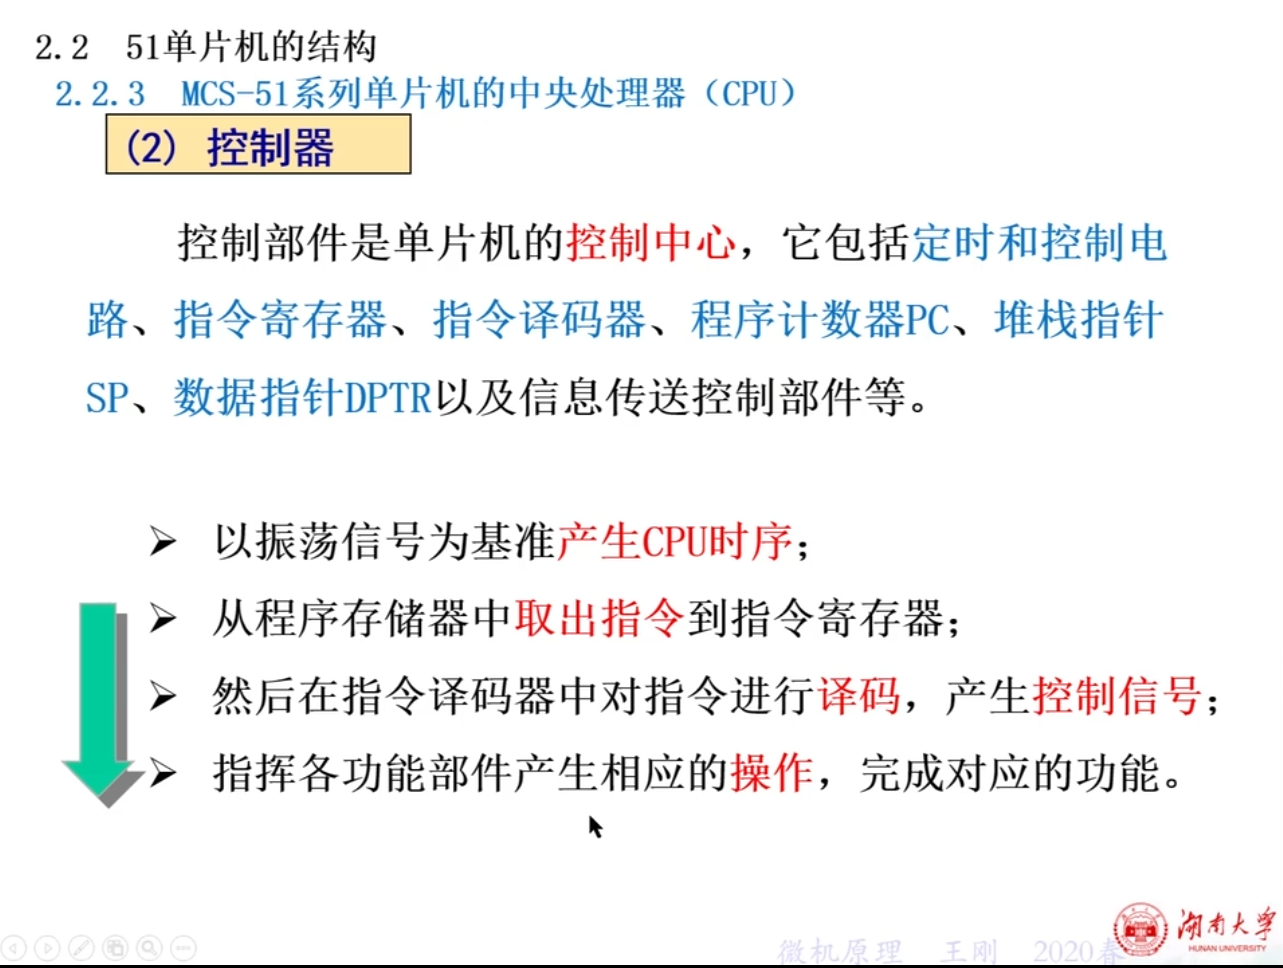 2.2 51单片机的结构
2.2.3 MCS-51系列单片机的中央处理器（CPU）
(2) 控制器
控制部件是单片机的控制中心，它包括定时和控制电
路、指令寄存器、指令译码器、程序计数器PC、堆栈指针
SP、数据指针DPTR以及信息传送控制部件等。
➢ 以振荡信号为基准产生CPU时序；
➢ 从程序存储器中取出指令到指令寄存器；
➢ 然后在指令译码器中对指令进行译码，产生控制信号；
➢ 指挥各功能部件产生相应的操作，完成对应的功能。
微机原理 王刚 2020春
湖南大学
HUNAN UNIVERSITY